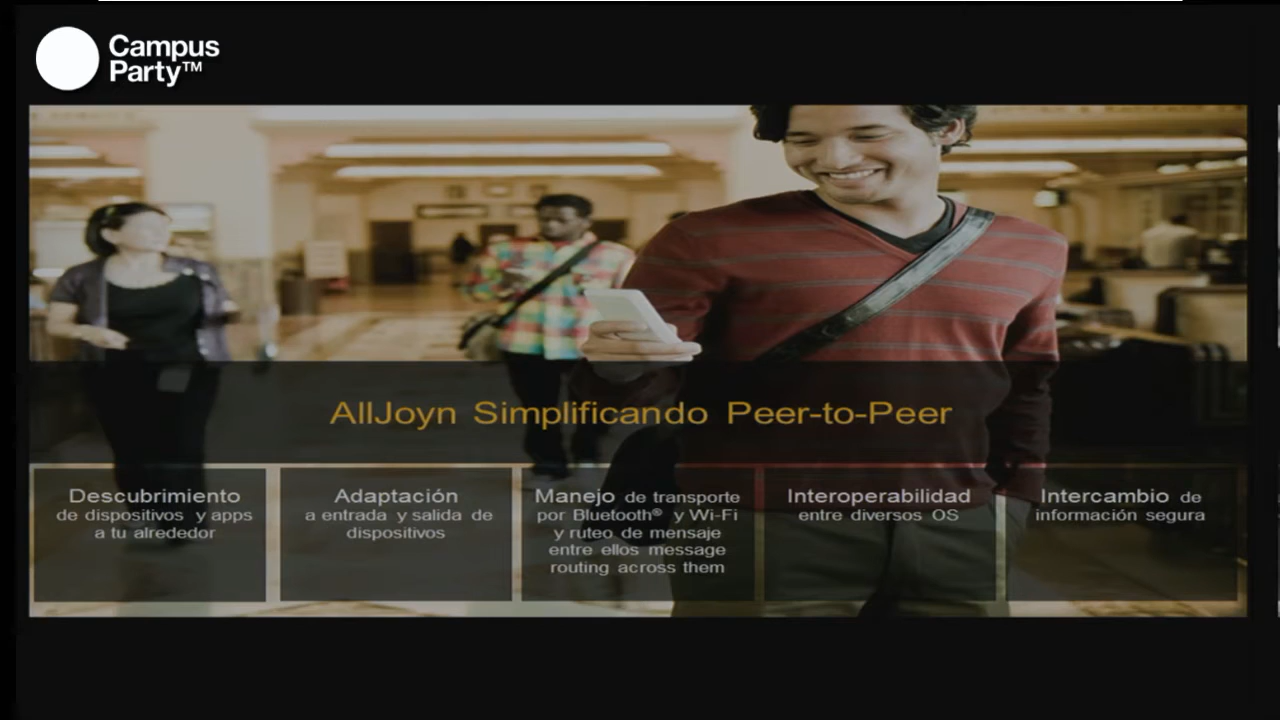 Campus
Party™
AllJoyn Simplificando Peer-to-Peer
Descubrimiento
de dispositivos y apps
a tu alrededor
Adaptación
a entrada y salida de
dispositivos
Manejo de transporte
por Bluetooth® y Wi-Fi
y ruteo de mensaje
entre ellos message
routing across them
Interoperabilidad
entre diversos OS
Intercambio de
información segura